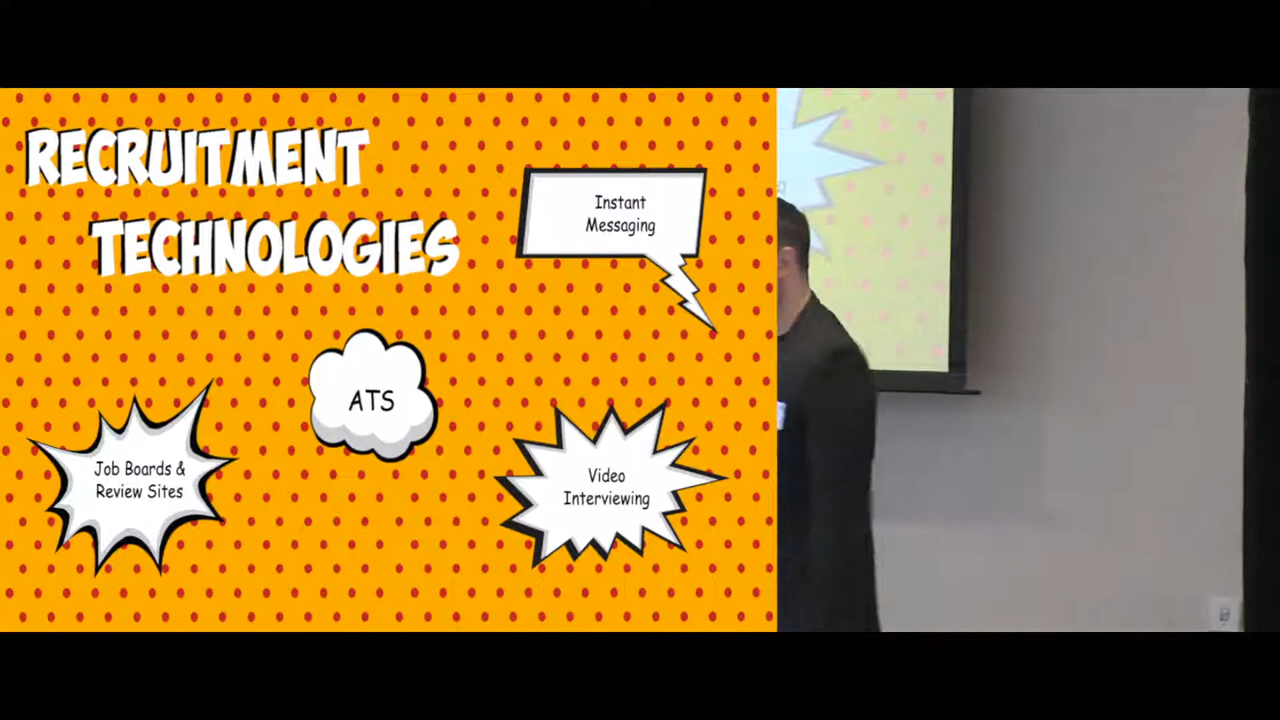 RECRUITMENT
TECHNOLOGIES
Instant
Messaging
ATS
Job Boards &
Review Sites
Video
Interviewing